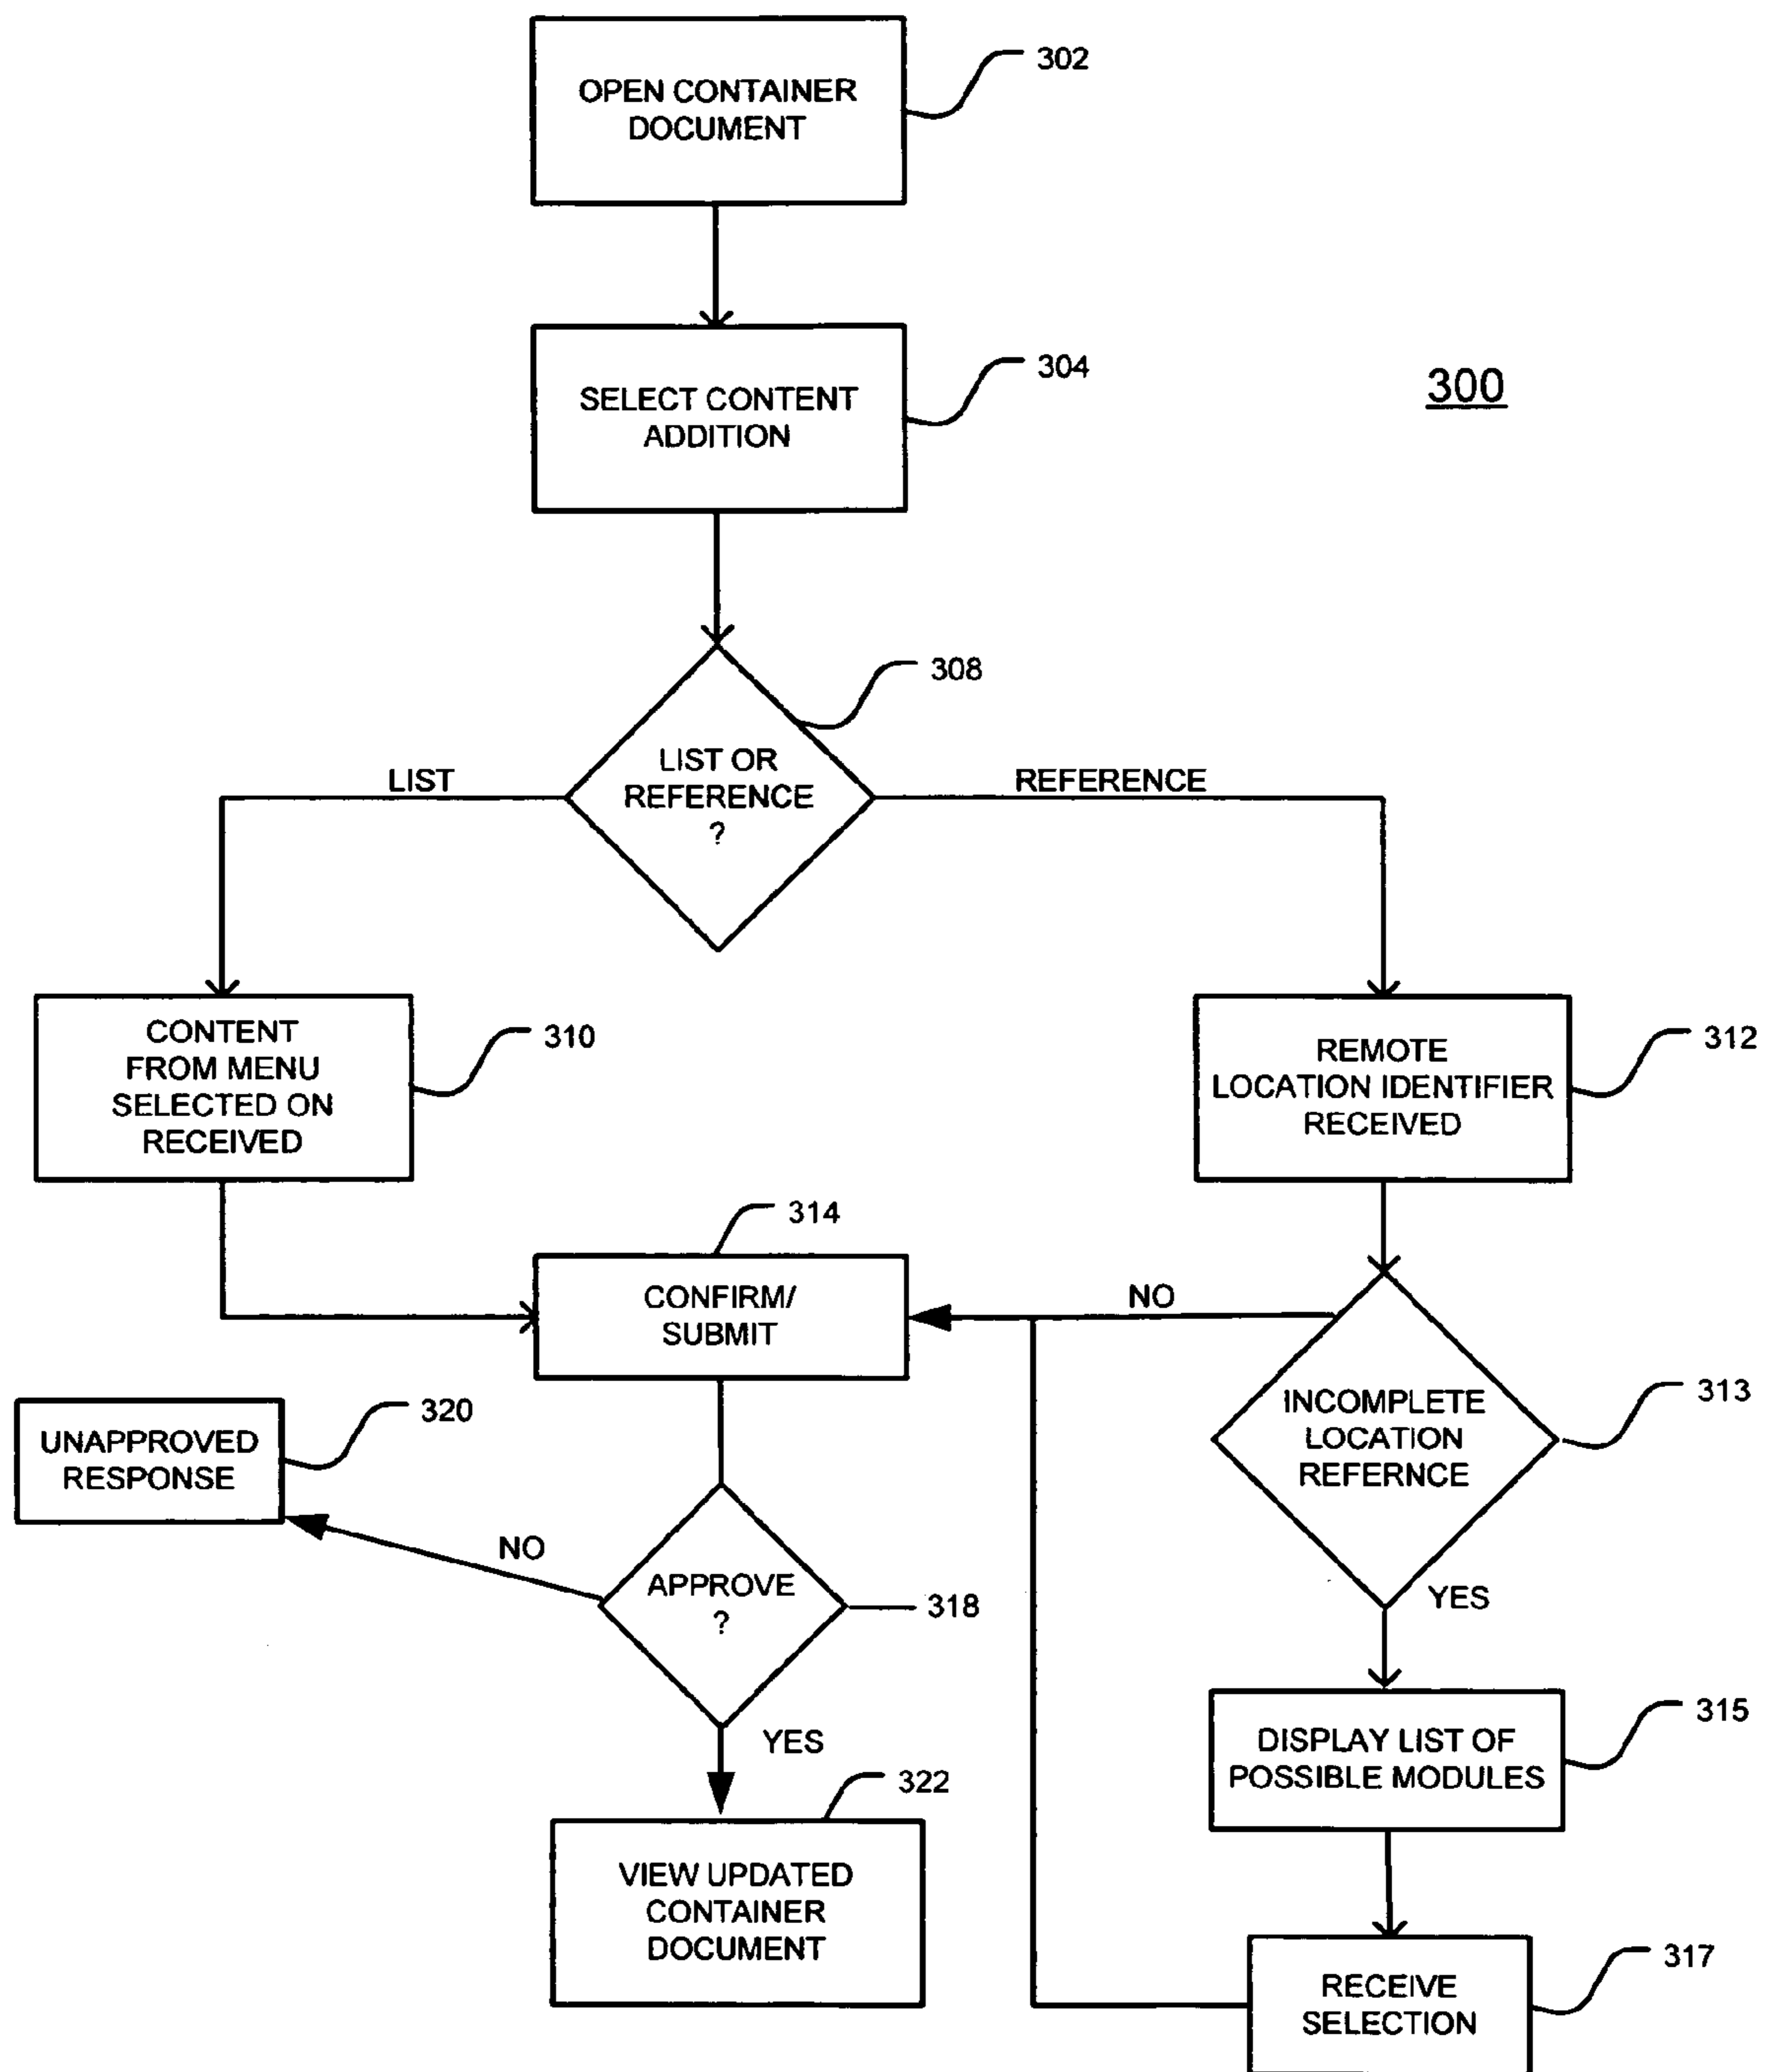 OPEN CONTAINER
DOCUMENT
302
SELECT CONTENT
ADDITION
304
300
308
LIST OR
REFERENCE
?
LIST
REFERENCE
CONTENT
FROM MENU
SELECTED ON
RECEIVED
310
REMOTE
LOCATION IDENTIFIER
RECEIVED
312
314
CONFIRM/
SUBMIT
NO
INCOMPLETE
LOCATION
REFERNCE
313
UNAPPROVED
RESPONSE
320
NO
APPROVE
?
318
YES
YES
DISPLAY LIST OF
POSSIBLE MODULES
315
322
VIEW UPDATED
CONTAINER
DOCUMENT
RECEIVE
SELECTION
317